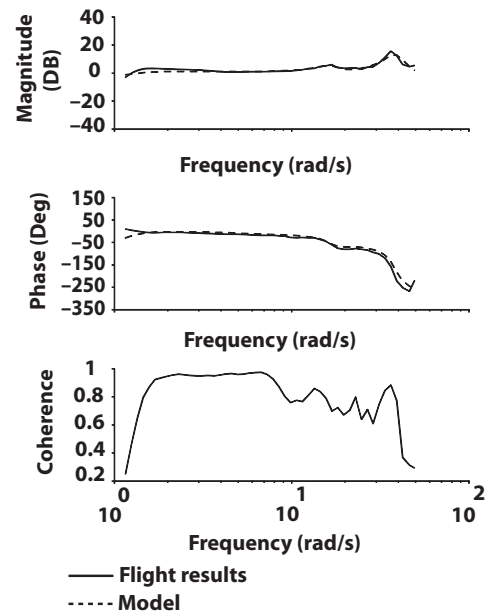 Magnitude
(DB)
40
20
0
−20
−40
Frequency (rad/s)
Phase (Deg)
150
50
−50
−150
−250
−350
Frequency (rad/s)
Coherence
1
0.8
0.6
0.4
0.2
10 0
10 1
10 2
Frequency (rad/s)
Flight results
Model